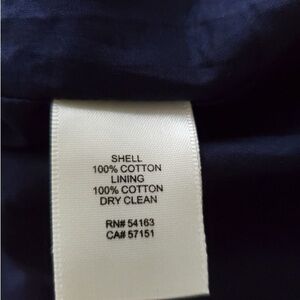 SHELL
100% COTTON
LINING
100% COTTON
DRY CLEAN
RN# 54163
CA# 57151